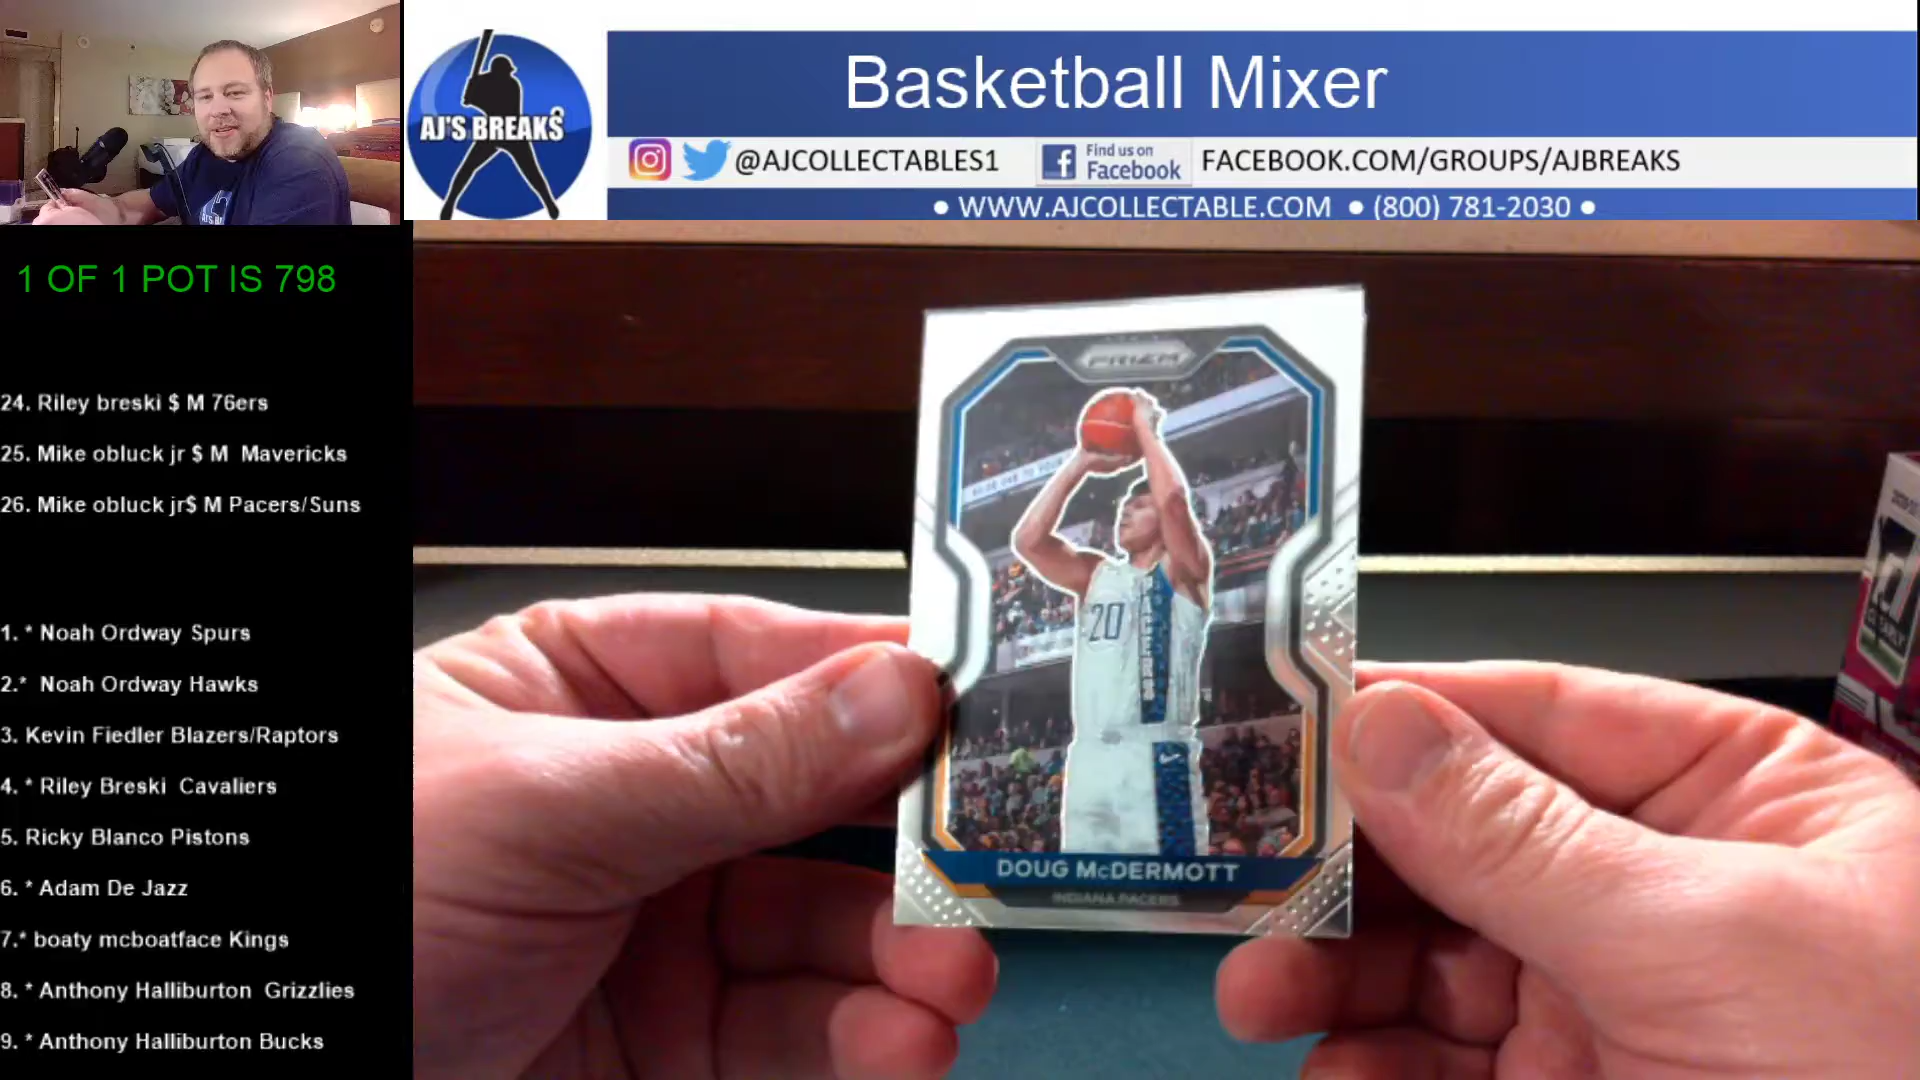 AJ'S BREAKS
Basketball Mixer
@AJCOLLECTABLES1
Find us on
Facebook
FACEBOOK.COM/GROUPS/AJBREAKS
● WWW.AJCOLLECTABLE.COM ● (800) 781-2030 ●
1 OF 1 POT IS 798
24. Riley breski $ M 76ers
25. Mike obluck jr $ M Mavericks
26. Mike obluck jr$ M Pacers/Suns
1. * Noah Ordway Spurs
2.* Noah Ordway Hawks
3. Kevin Fiedler Blazers/Raptors
4. * Riley Breski Cavaliers
5. Ricky Blanco Pistons
6. * Adam De Jazz
7.* boaty mcboatface Kings
8. * Anthony Halliburton Grizzlies
9. * Anthony Halliburton Bucks
PRIZM
20
DOUG McDERMOTT
INDIANA PACERS